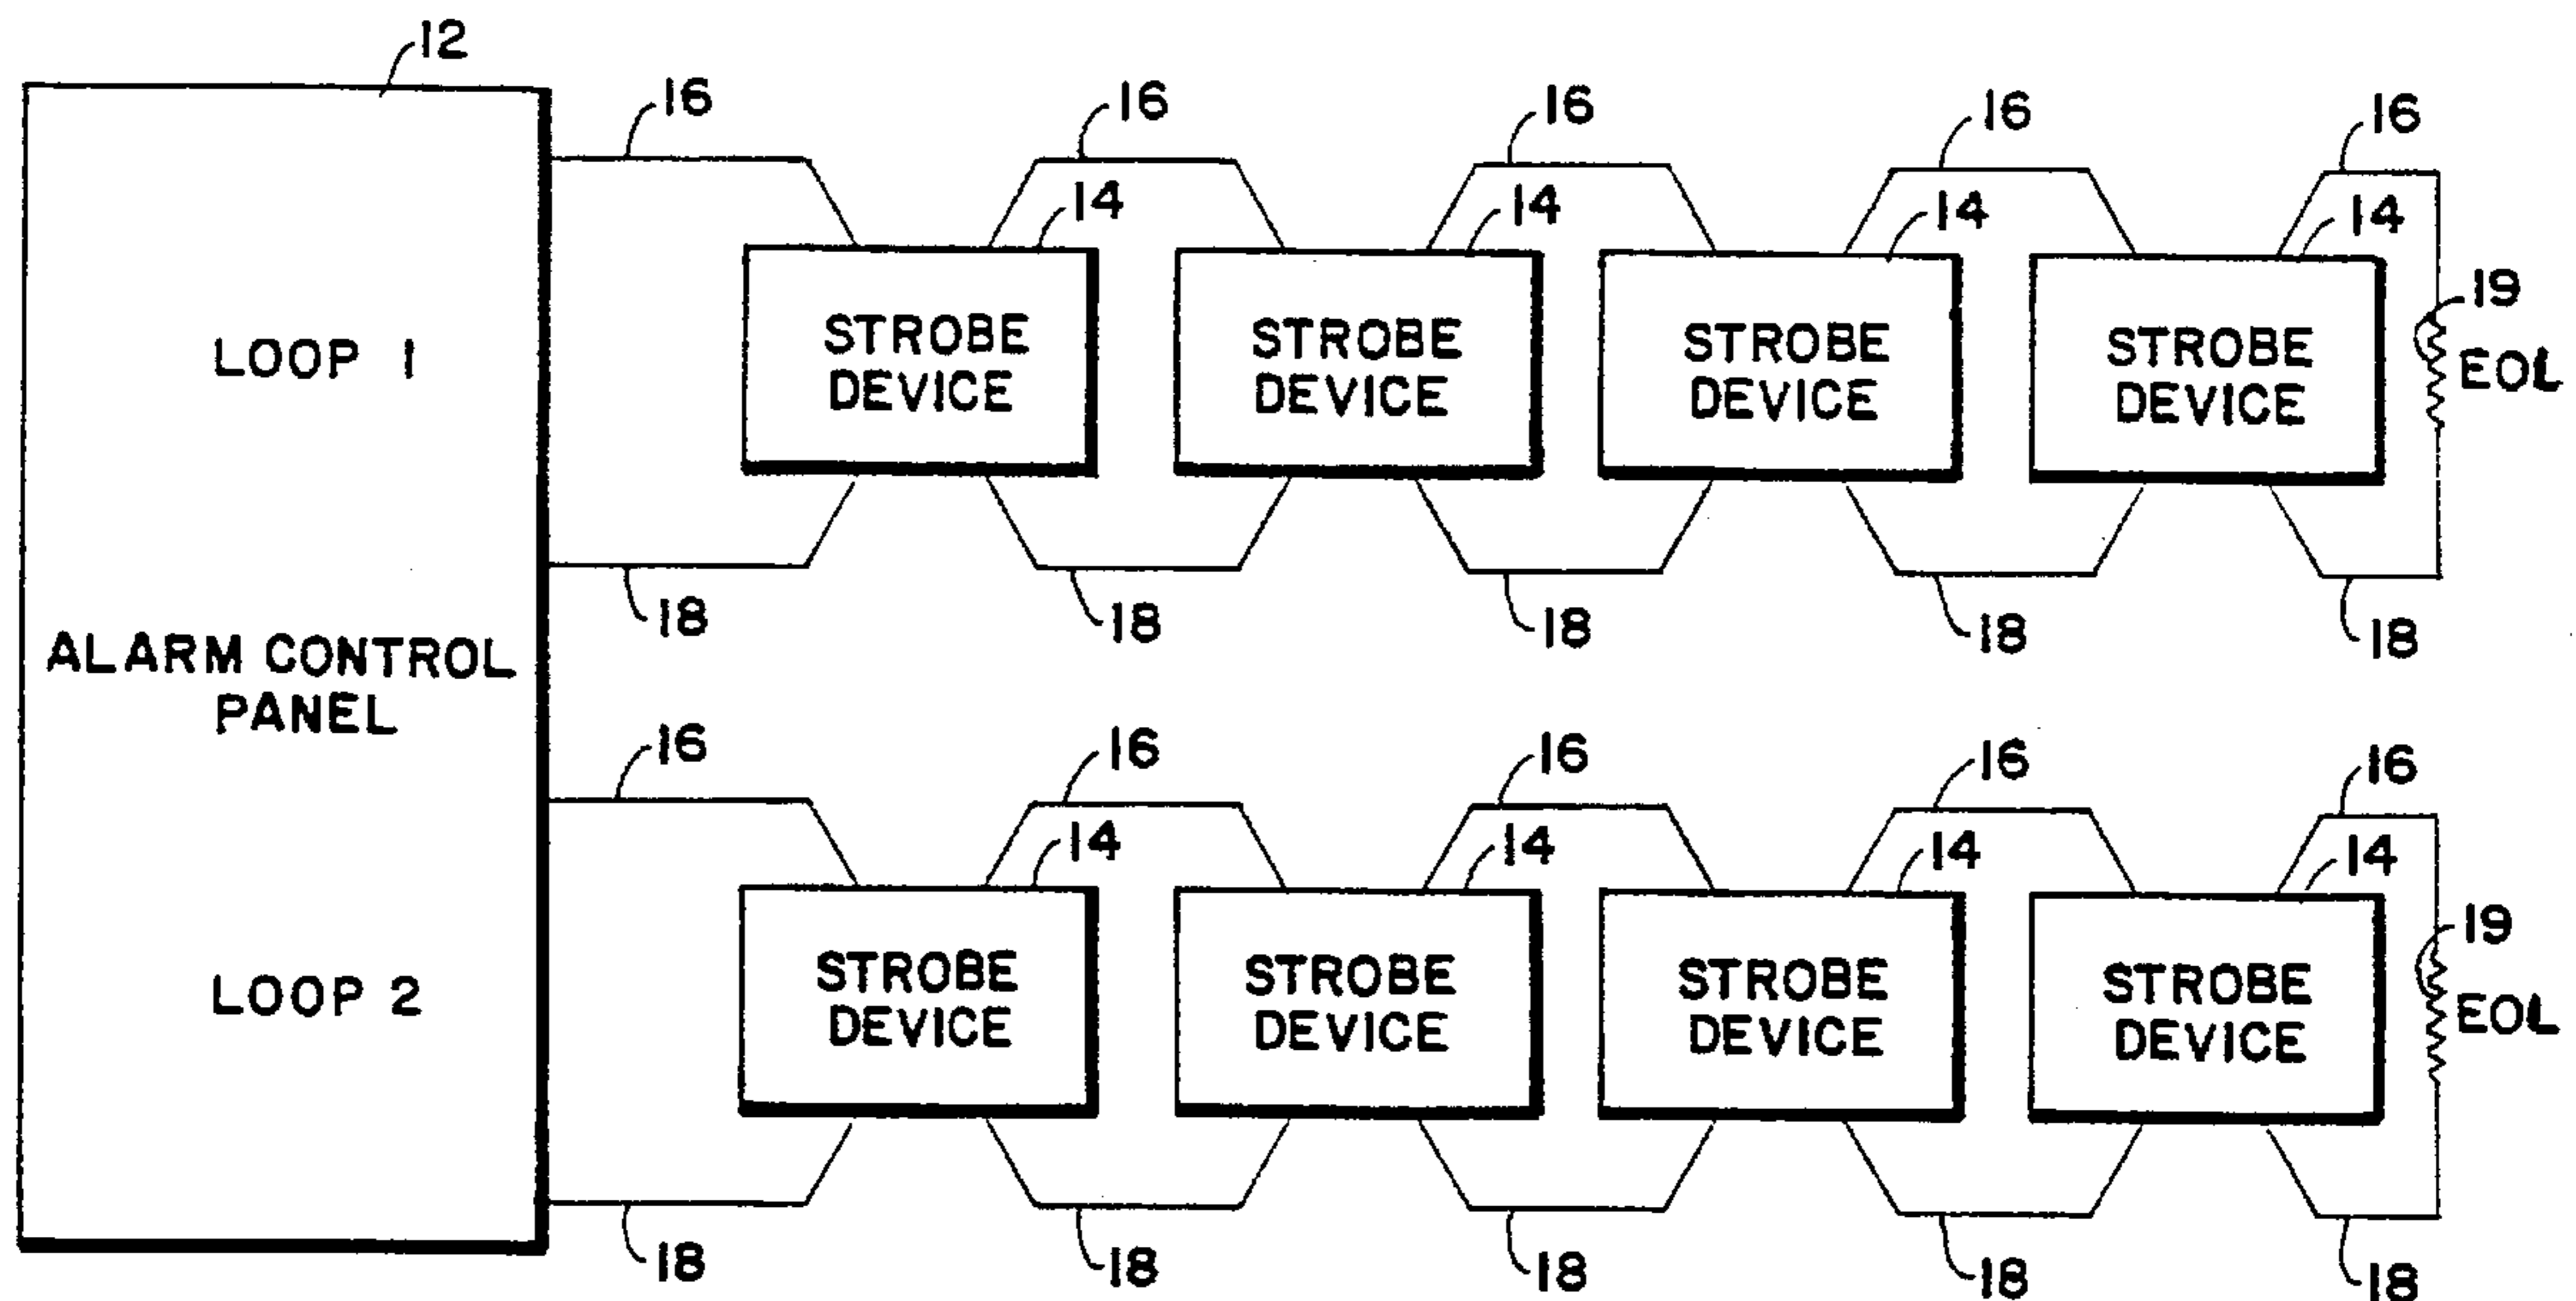 12
16 16 16 16 16
14 14 14 14
19
LOOP 1
STROBE DEVICE
STROBE DEVICE
STROBE DEVICE
STROBE DEVICE
EOL
18 18 18 18 18
ALARM CONTROL
PANEL
16 16 16 16 16
14 14 14 14
19
LOOP 2
STROBE DEVICE
STROBE DEVICE
STROBE DEVICE
STROBE DEVICE
EOL
18 18 18 18 18